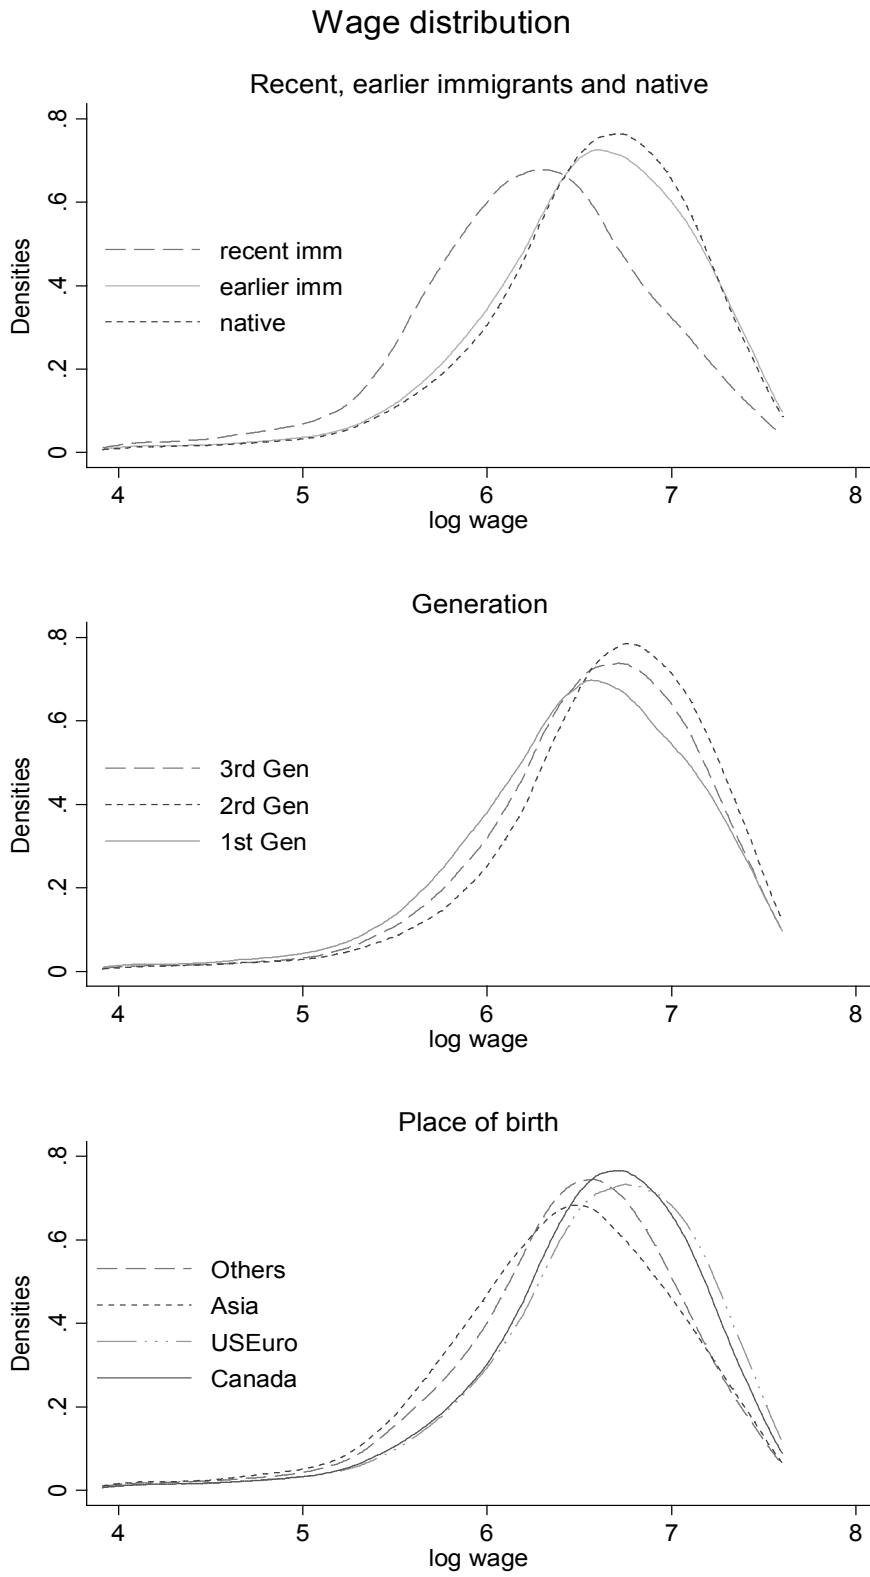 Wage distribution
Recent, earlier immigrants and native
Densities
.8
.6
.4
.2
0
recent imm
earlier imm
native
4 5 6 7 8
log wage
Generation
Densities
.8
.6
.4
.2
0
3rd Gen
2rd Gen
1st Gen
4 5 6 7 8
log wage
Place of birth
Densities
.8
.6
.4
.2
0
Others
Asia
USEuro
Canada
4 5 6 7 8
log wage